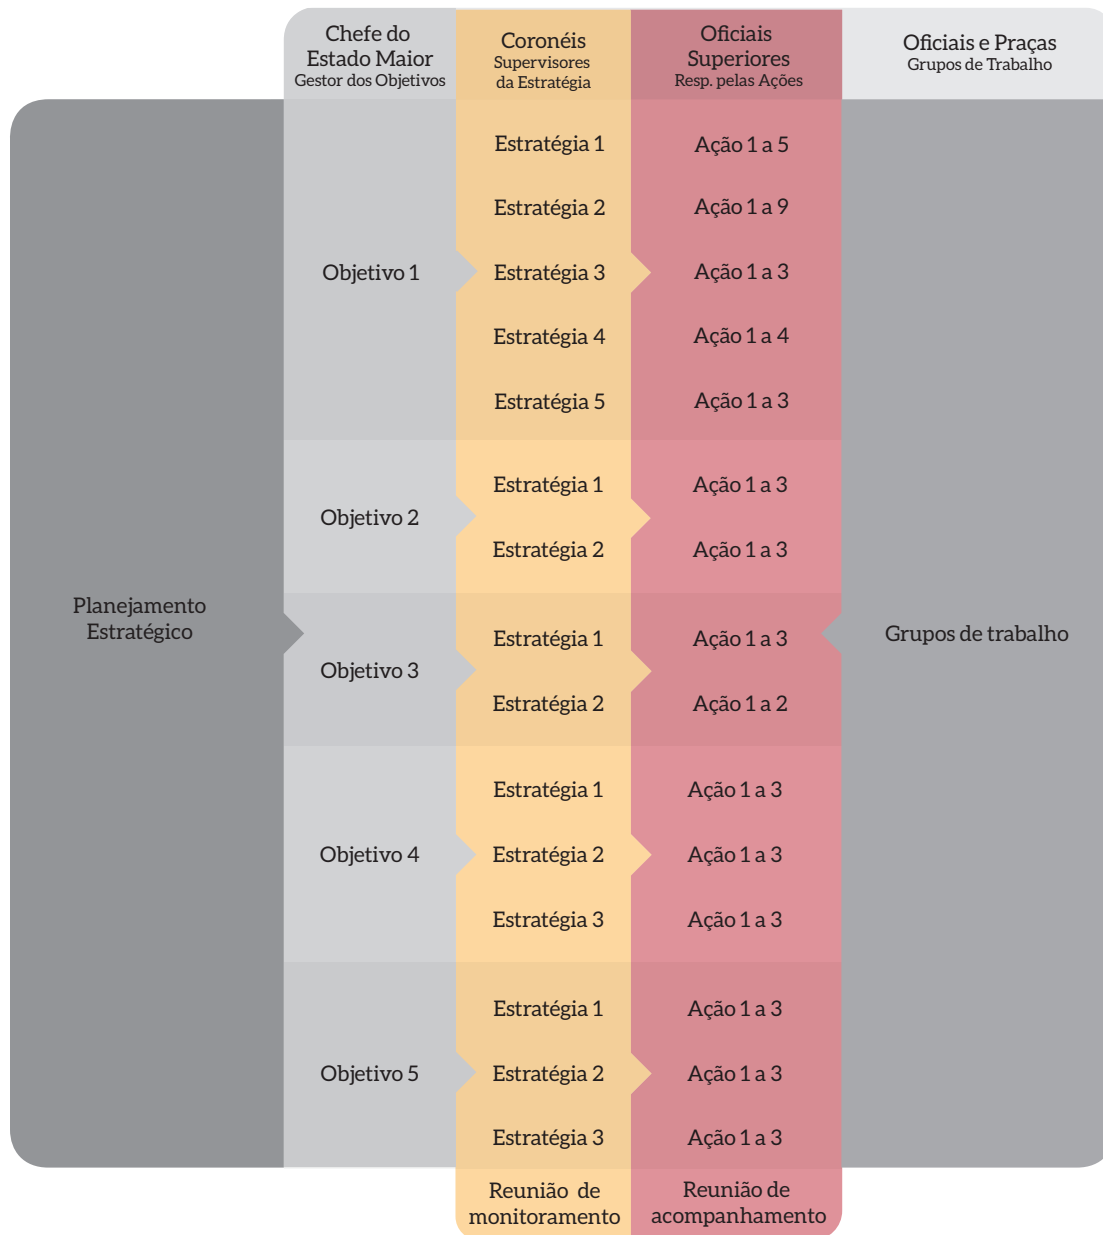 Chefe do
Estado Maior
Gestor dos Objetivos
Coronéis
Supervisores
da Estratégia
Oficiais
Superiores
Resp. pelas Ações
Oficiais e Praças
Grupos de Trabalho
Planejamento
Estratégico
Objetivo 1
Estratégia 1
Ação 1 a 5
Estratégia 2
Ação 1 a 9
Estratégia 3
Ação 1 a 3
Estratégia 4
Ação 1 a 4
Estratégia 5
Ação 1 a 3
Objetivo 2
Estratégia 1
Ação 1 a 3
Estratégia 2
Ação 1 a 3
Objetivo 3
Estratégia 1
Ação 1 a 3
Estratégia 2
Ação 1 a 2
Objetivo 4
Estratégia 1
Ação 1 a 3
Estratégia 2
Ação 1 a 3
Estratégia 3
Ação 1 a 3
Objetivo 5
Estratégia 1
Ação 1 a 3
Estratégia 2
Ação 1 a 3
Estratégia 3
Ação 1 a 3
Grupos de trabalho
Reunião de
monitoramento
Reunião de
acompanhamento